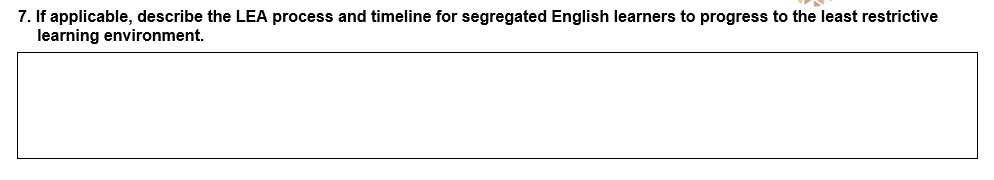 7. If applicable, describe the LEA process and timeline for segregated English learners to progress to the least restrictive
learning environment.